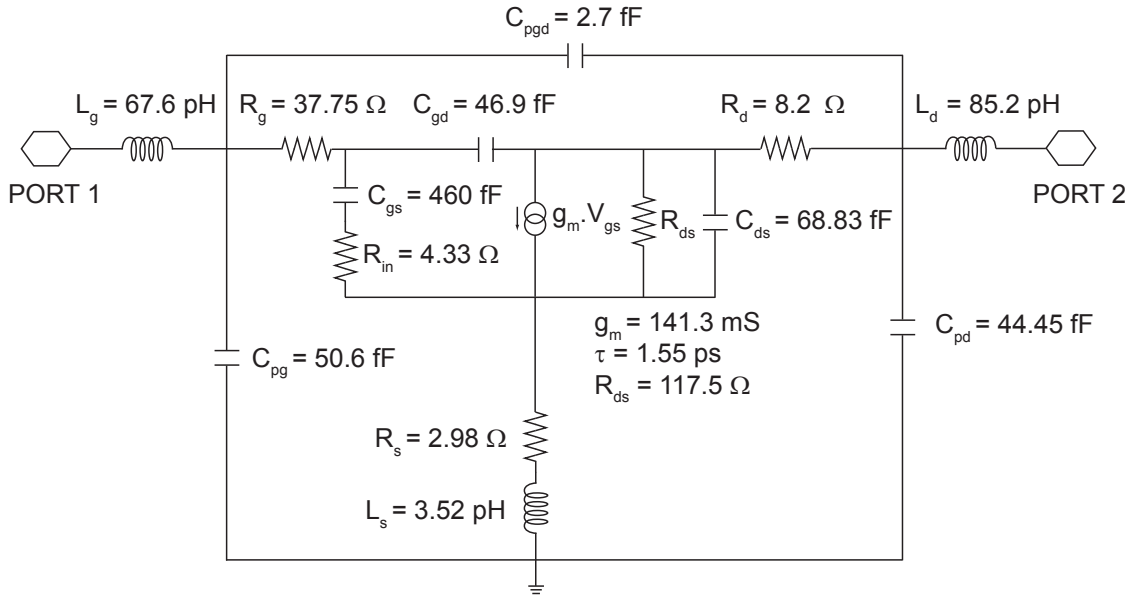 C_pgd = 2.7 fF
L_g = 67.6 pH
R_g = 37.75 Ω
C_gd = 46.9 fF
R_d = 8.2 Ω
L_d = 85.2 pH
PORT 1
PORT 2
C_gs = 460 fF
g_m.V_gs
R_ds
C_ds = 68.83 fF
R_in = 4.33 Ω
g_m = 141.3 mS
τ = 1.55 ps
R_ds = 117.5 Ω
C_pd = 44.45 fF
C_pg = 50.6 fF
R_s = 2.98 Ω
L_s = 3.52 pH